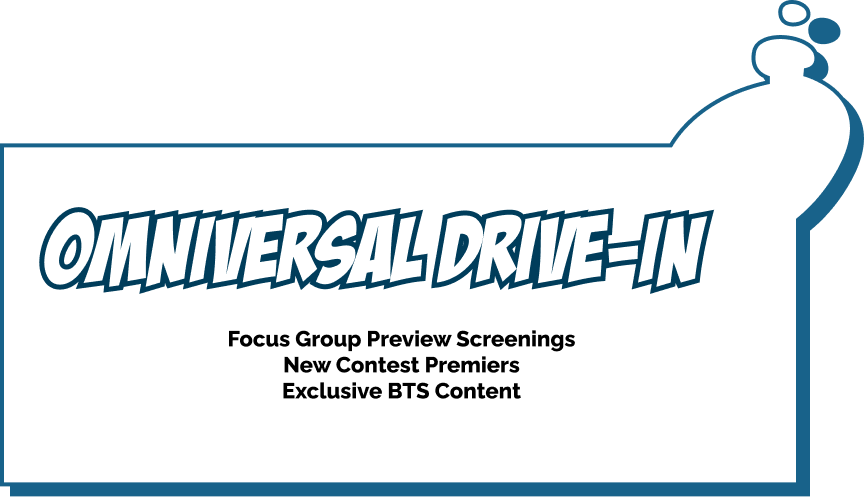 OMNIVERSAL DRIVE-IN
Focus Group Preview Screenings
New Contest Premiers
Exclusive BTS Content